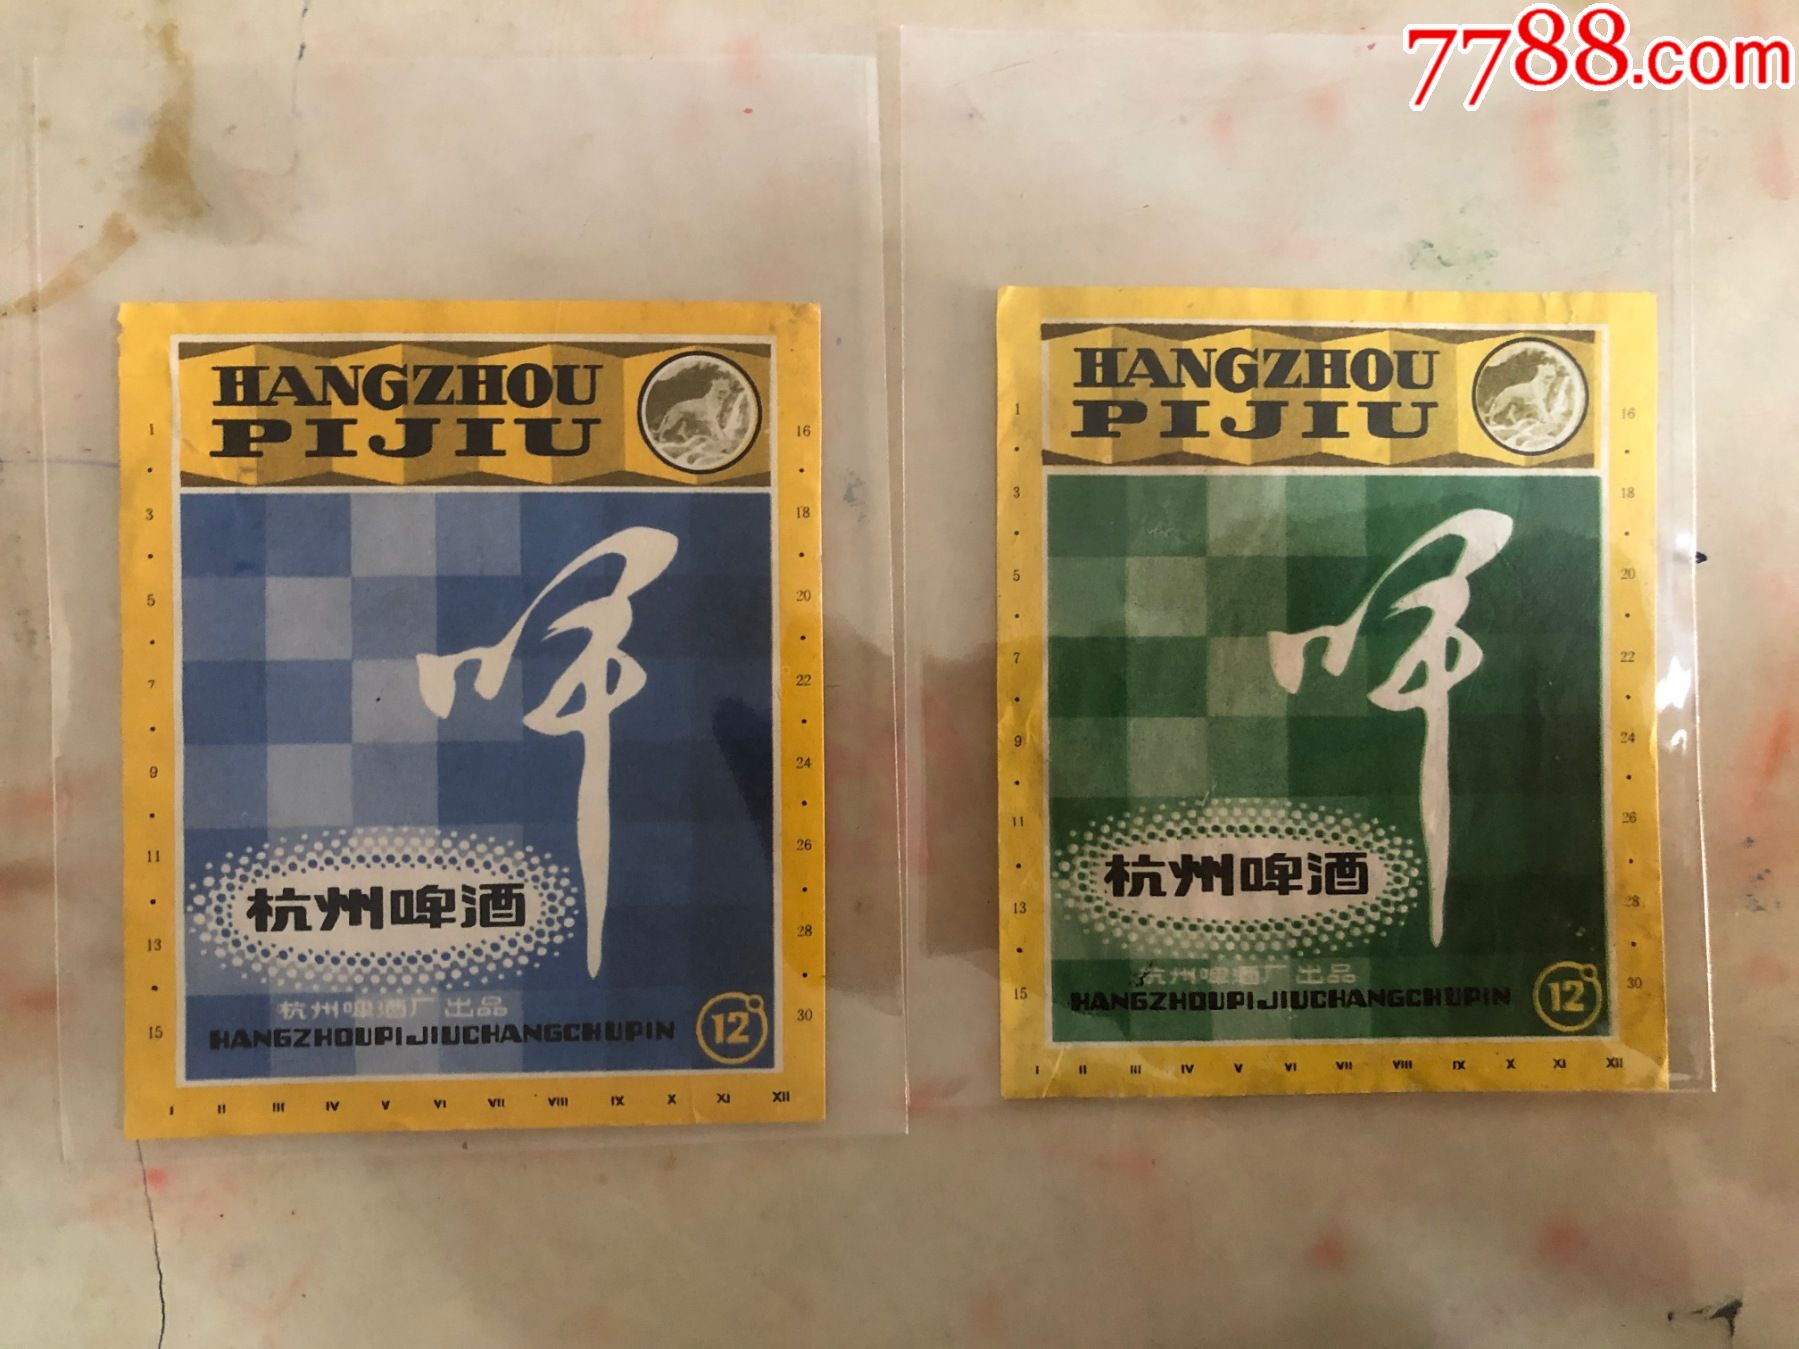 7788.com
HANGZHOU
PIJIU
啤
杭州啤酒
杭州啤酒厂出品
HANGZHOUPIJIUCHANGCHUPIN
12°
1 • 3 • 5 • 7 • 9 • 11 • 13 • 15
16 • 18 • 20 • 22 • 24 • 26 • 28 • 30
I II III IV V VI VII VIII IX X XI XII
HANGZHOU
PIJIU
啤
杭州啤酒
杭州啤酒厂出品
HANGZHOUPIJIUCHANGCHUPIN
12°
1 • 3 • 5 • 7 • 9 • 11 • 13 • 15
16 • 18 • 20 • 22 • 24 • 26 • 28 • 30
I II III IV V VI VII VIII IX X XI XII